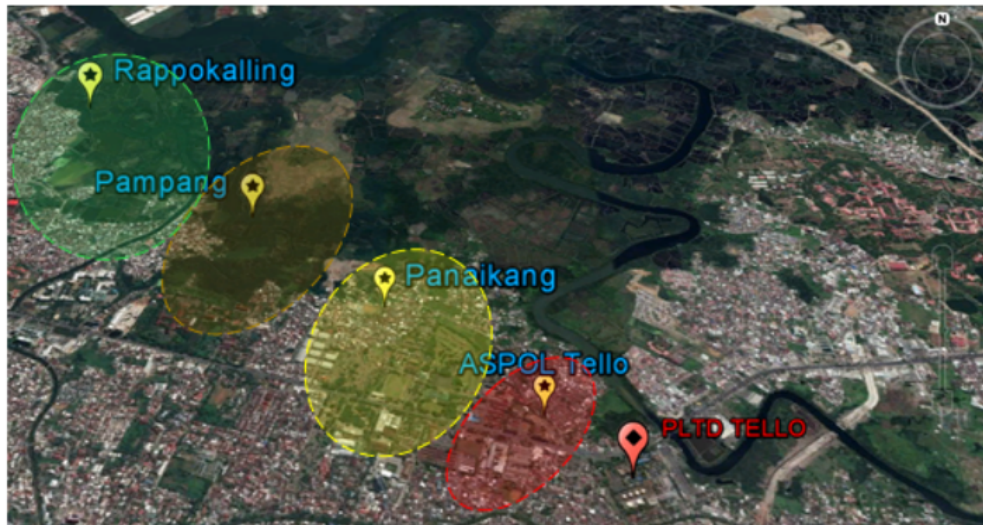 N
Rappokalling
Pampang
Panaikang
ASPOL Tello
PLTD TELLO